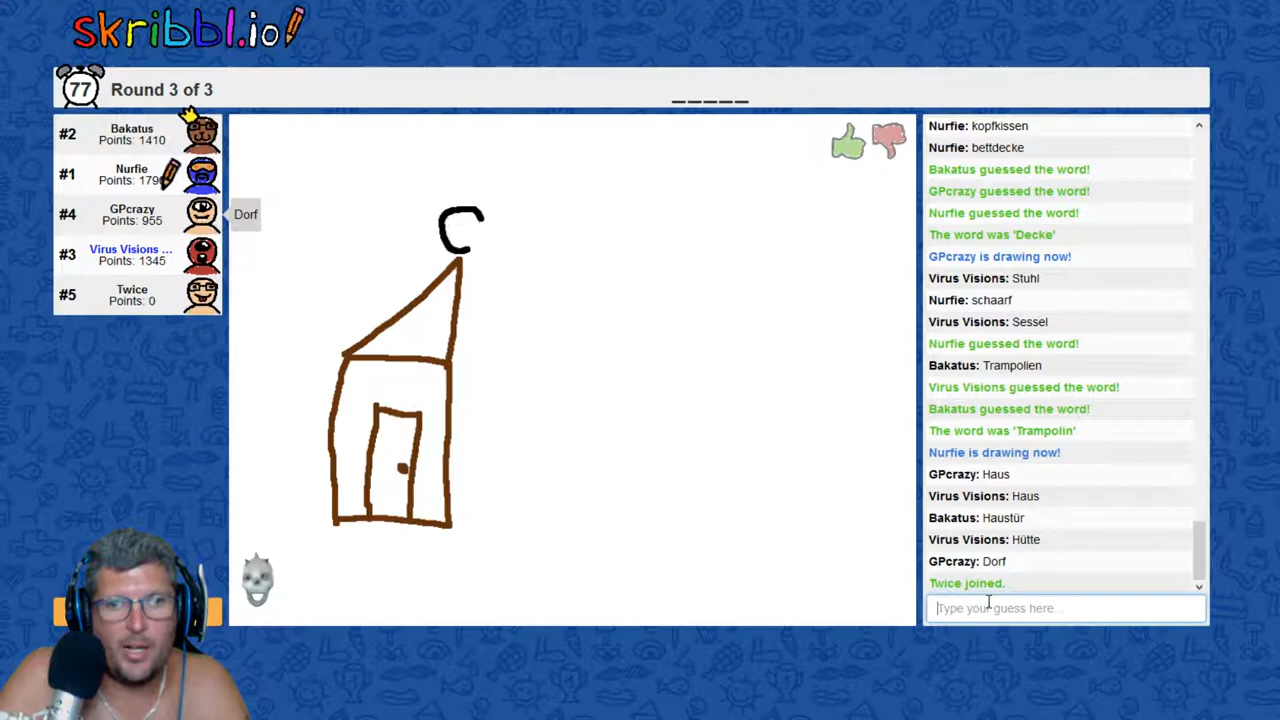 skribbl.io
77
Round 3 of 3
_____
#2
Bakatus
Points: 1410
#1
Nurfie
Points: 179
#4
GPcrazy
Points: 955
Dorf
#3
Virus Visions ...
Points: 1345
#5
Twice
Points: 0
Nurfie: kopfkissen
Nurfie: bettdecke
Bakatus guessed the word!
GPcrazy guessed the word!
Nurfie guessed the word!
The word was 'Decke'
GPcrazy is drawing now!
Virus Visions: Stuhl
Nurfie: schaarf
Virus Visions: Sessel
Nurfie guessed the word!
Bakatus: Trampolien
Virus Visions guessed the word!
Bakatus guessed the word!
The word was 'Trampolin'
Nurfie is drawing now!
GPcrazy: Haus
Virus Visions: Haus
Bakatus: Haustür
Virus Visions: Hütte
GPcrazy: Dorf
Twice joined.
Type your guess here...